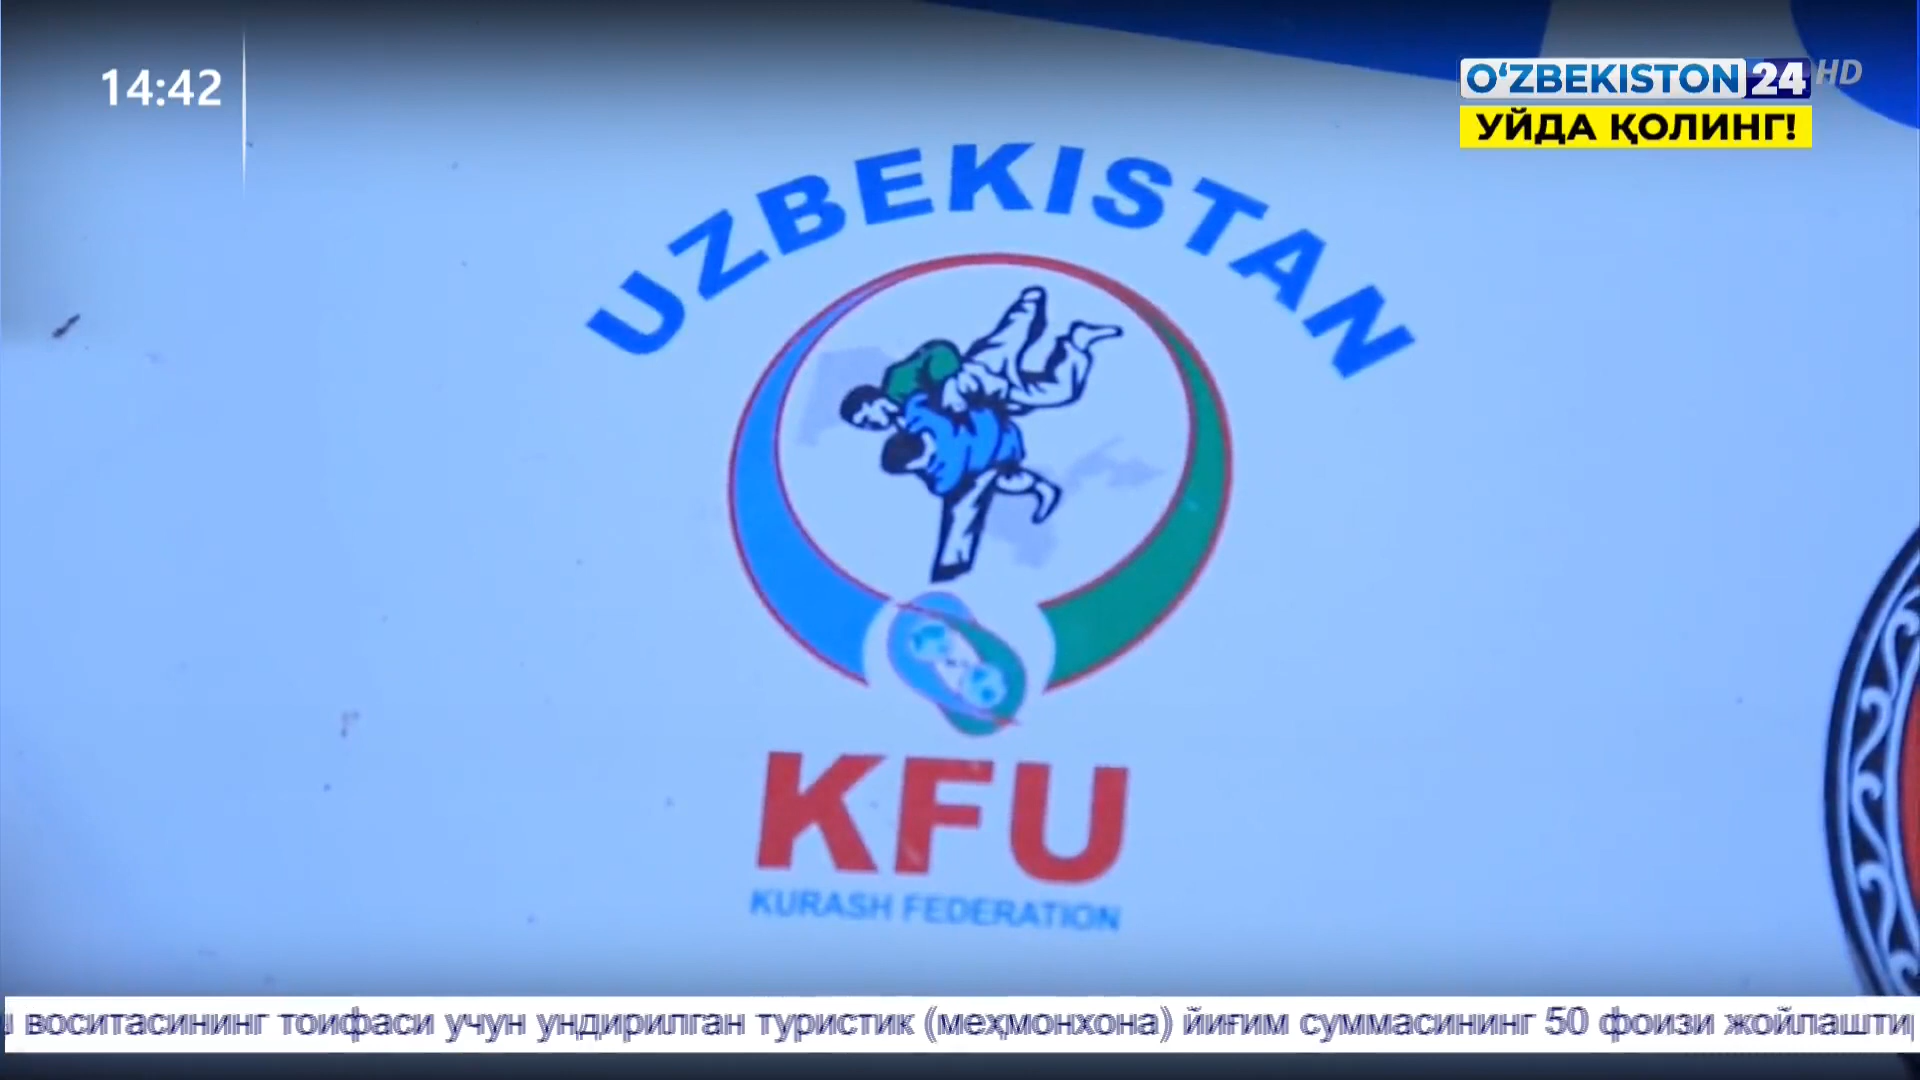 14:42
O‘ZBEKISTON 24 HD
УЙДА ҚОЛИНГ!
UZBEKISTAN
KFU
KURASH FEDERATION
воситасининг тоифаси учун ундирилган туристик (меҳмонхона) йиғим суммасининг 50 фоизи